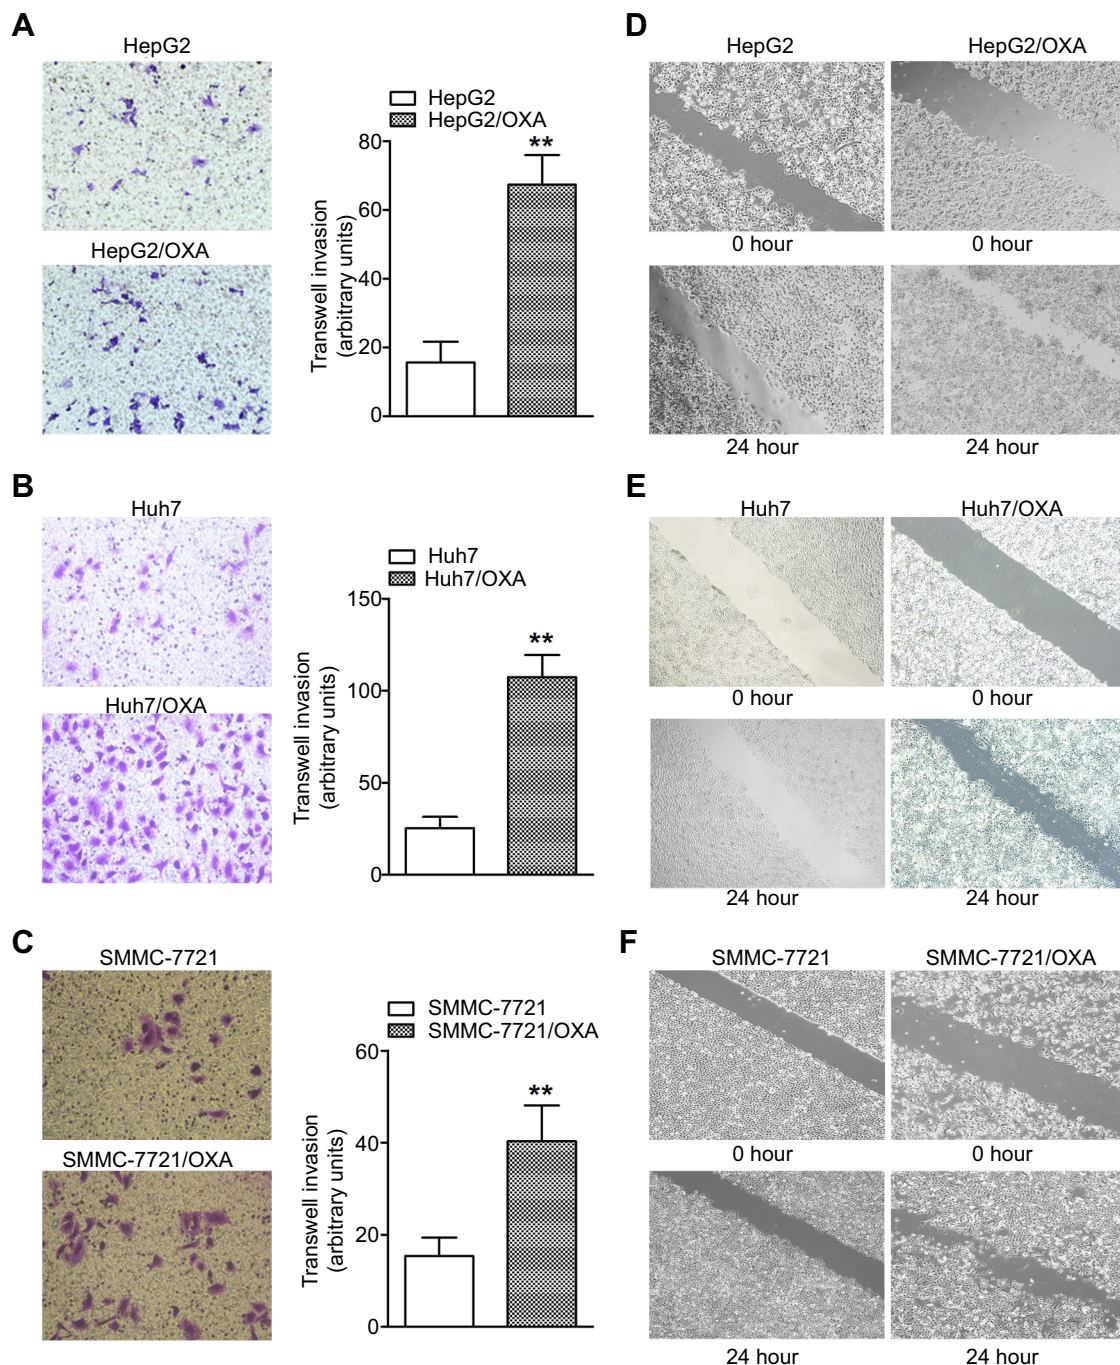 A
HepG2
HepG2/OXA
HepG2
HepG2/OXA
**
80
60
40
20
0
Transwell invasion
(arbitrary units)
D
HepG2
HepG2/OXA
0 hour
0 hour
24 hour
24 hour
B
Huh7
Huh7/OXA
Huh7
Huh7/OXA
**
150
100
50
0
Transwell invasion
(arbitrary units)
E
Huh7
Huh7/OXA
0 hour
0 hour
24 hour
24 hour
C
SMMC-7721
SMMC-7721/OXA
SMMC-7721
SMMC-7721/OXA
**
60
40
20
0
Transwell invasion
(arbitrary units)
F
SMMC-7721
SMMC-7721/OXA
0 hour
0 hour
24 hour
24 hour